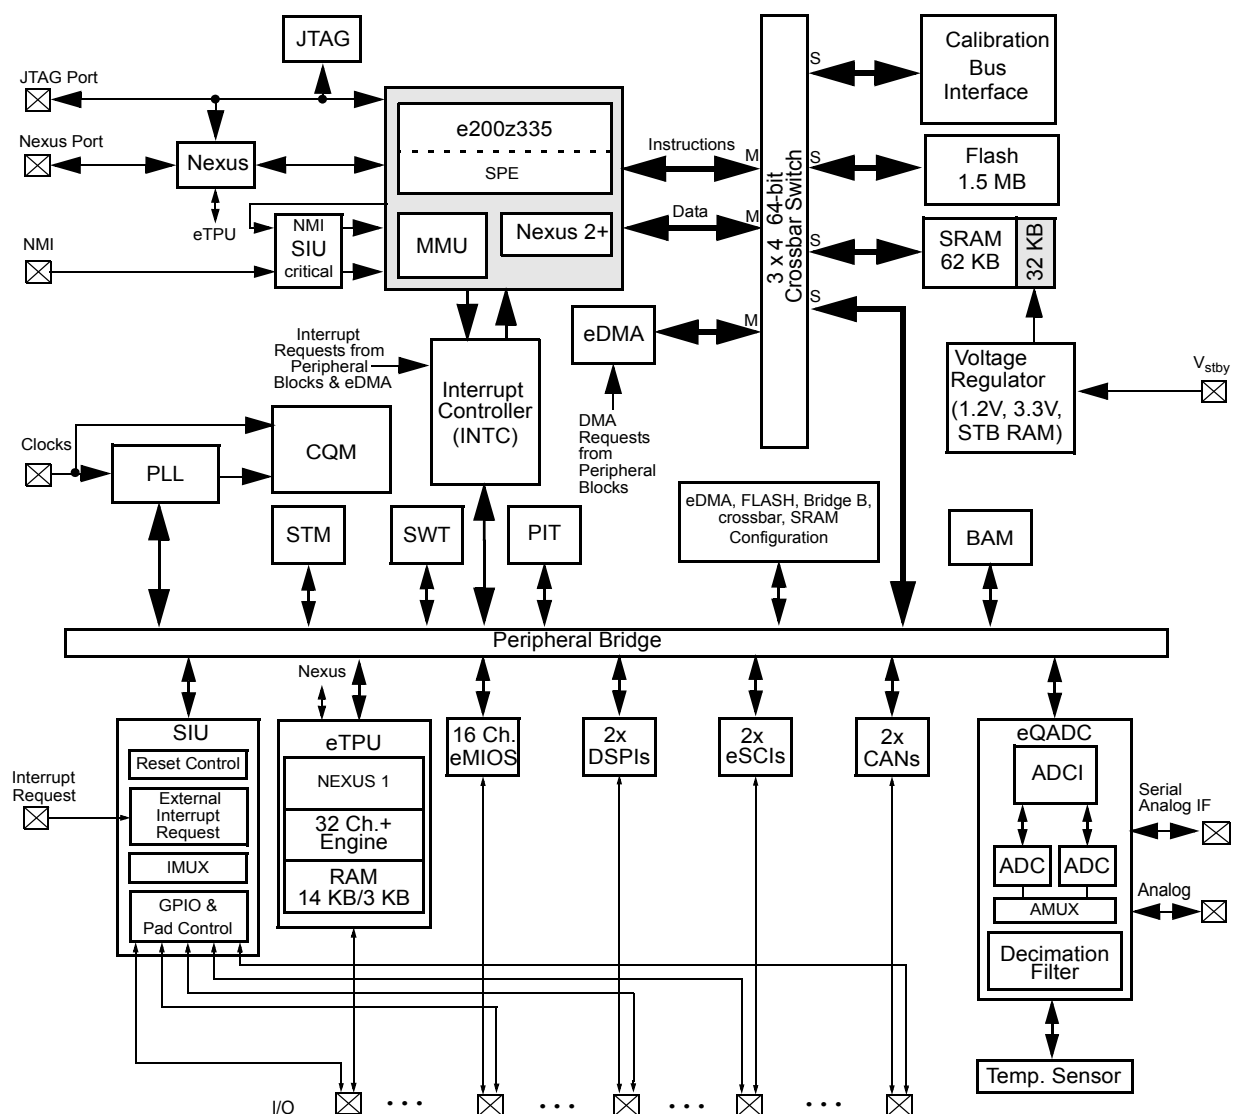 JTAG
JTAG Port
Nexus Port
Nexus
eTPU
NMI
NMI
SIU
critical
e200z335
SPE
MMU
Nexus 2+
Instructions
M
Data
M
M
3 x 4 64-bit
Crossbar Switch
S
S
S
S
Calibration
Bus
Interface
Flash
1.5 MB
SRAM
62 KB
32 KB
Voltage
Regulator
(1.2V, 3.3V,
STB RAM)
Vstby
eDMA
DMA
Requests
from
Peripheral
Blocks
Interrupt
Requests from
Peripheral
Blocks & eDMA
Interrupt
Controller
(INTC)
Clocks
PLL
CQM
STM
SWT
PIT
eDMA, FLASH, Bridge B,
crossbar, SRAM
Configuration
BAM
Peripheral Bridge
Nexus
SIU
Reset Control
External
Interrupt
Request
IMUX
GPIO &
Pad Control
Interrupt
Request
eTPU
NEXUS 1
32 Ch.+
Engine
RAM
14 KB/3 KB
16 Ch.
eMIOS
2x
DSPIs
2x
eSCIs
2x
CANs
eQADC
ADCI
ADC
ADC
AMUX
Decimation
Filter
Serial
Analog IF
Analog
Temp. Sensor
I/O
. . .
. . .
. . .
. . .